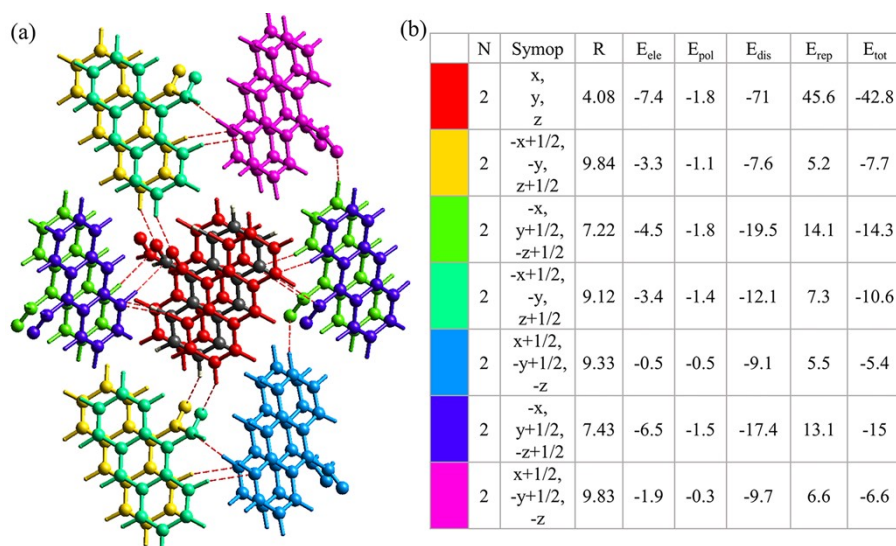 (a)
(b)
N Symop R E_ele E_pol E_dis E_rep E_tot
x,
2 y, 4.08 -7.4 -1.8 -71 45.6 -42.8
z
-x+1/2,
2 -y, 9.84 -3.3 -1.1 -7.6 5.2 -7.7
z+1/2
-x,
2 y+1/2, 7.22 -4.5 -1.8 -19.5 14.1 -14.3
-z+1/2
-x+1/2,
2 -y, 9.12 -3.4 -1.4 -12.1 7.3 -10.6
z+1/2
x+1/2,
2 -y+1/2, 9.33 -0.5 -0.5 -9.1 5.5 -5.4
-z
-x,
2 y+1/2, 7.43 -6.5 -1.5 -17.4 13.1 -15
-z+1/2
x+1/2,
2 -y+1/2, 9.83 -1.9 -0.3 -9.7 6.6 -6.6
-z